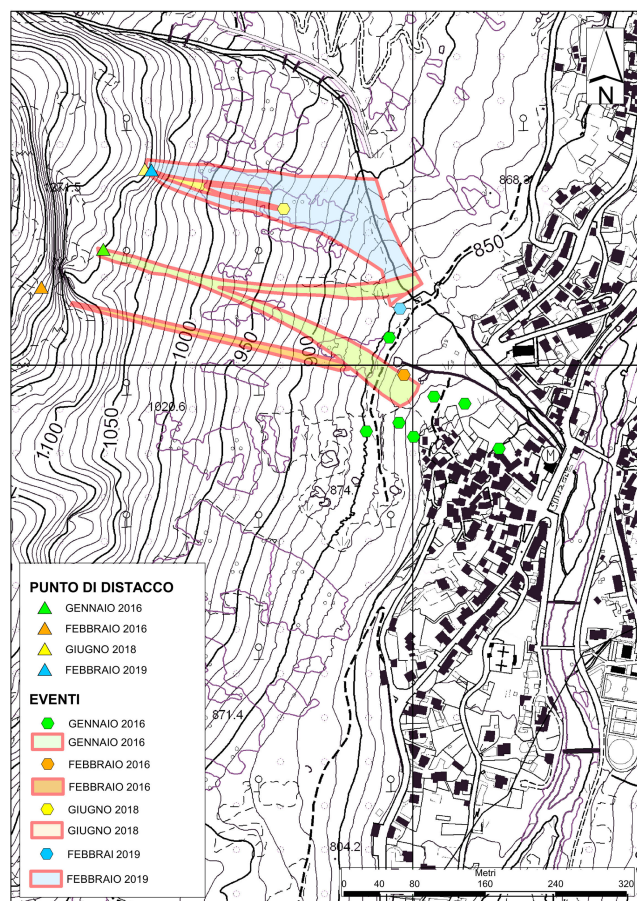 N
1271.5
868.3
850
1000
950
900
1100
1050
1020.6
874.
M
PUNTO DI DISTACCO
GENNAIO 2016
FEBBRAIO 2016
GIUGNO 2018
FEBBRAIO 2019
EVENTI
GENNAIO 2016
GENNAIO 2016
FEBBRAIO 2016
FEBBRAIO 2016
GIUGNO 2018
GIUGNO 2018
FEBBRAI 2019
FEBBRAIO 2019
871.4
804.2
Metri
0 40 80 160 240 320